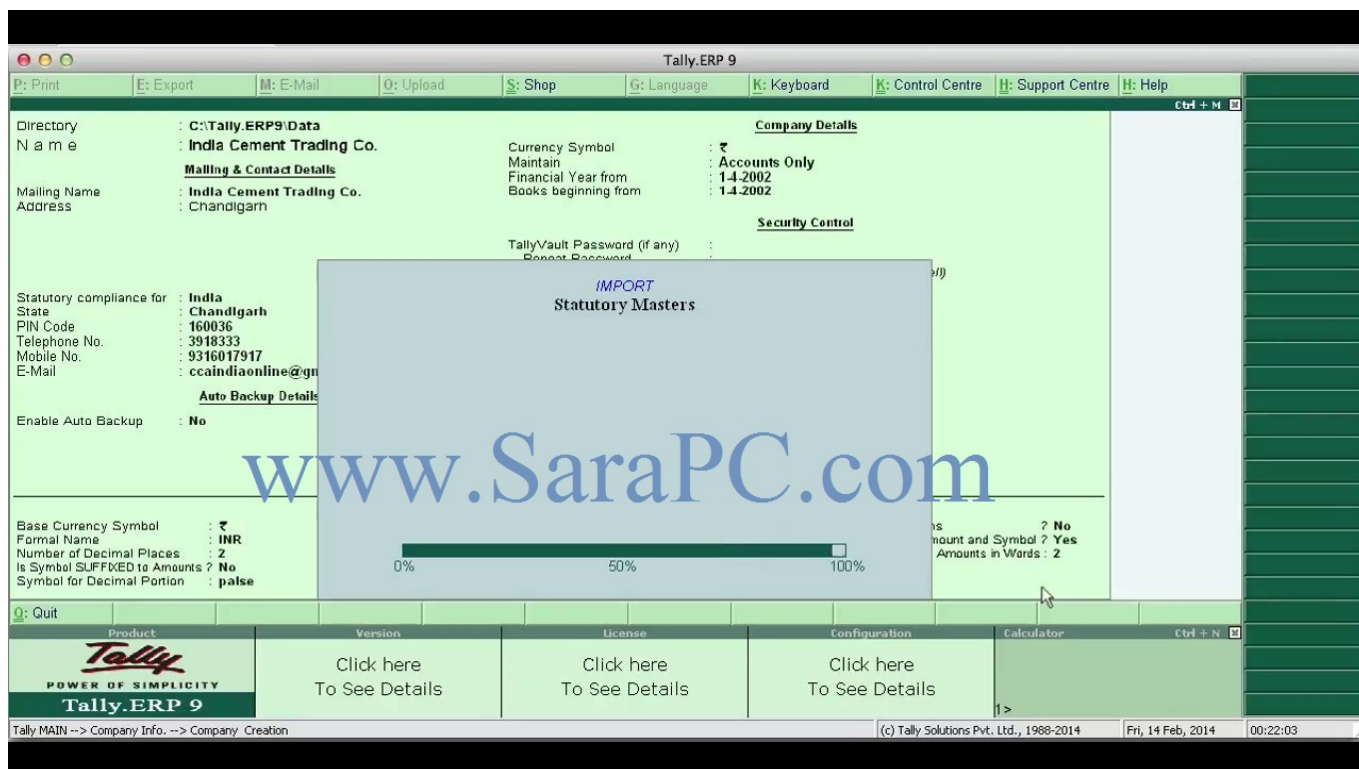 Tally.ERP 9
P: Print E: Export M: E-Mail O: Upload S: Shop G: Language K: Keyboard K: Control Centre H: Support Centre H: Help
Ctrl + M
Directory : C:\Tally.ERP9\Data
Name : India Cement Trading Co.
Mailing & Contact Details
Mailing Name : India Cement Trading Co.
Address : Chandigarh
Statutory compliance for : India
State : Chandigarh
PIN Code : 160036
Telephone No. : 3918333
Mobile No. : 9316017917
E-Mail : ccaindiaonline@gm
Auto Backup Details
Enable Auto Backup : No
Company Details
Currency Symbol : ₹
Maintain : Accounts Only
Financial Year from : 1-4-2002
Books beginning from : 1-4-2002
Security Control
TallyVault Password (if any) :
Repeat Password :
IMPORT
Statutory Masters
www.SaraPC.com
0% 50% 100%
Base Currency Symbol : ₹
Formal Name : INR
Number of Decimal Places : 2
Is Symbol SUFFIXED to Amounts ? No
Symbol for Decimal Portion : paise
? No
and Symbol ? Yes
Amounts in Words : 2
Q: Quit
Product Version License Configuration Calculator Ctrl + N
Tally
POWER OF SIMPLICITY
Tally.ERP 9
Click here
To See Details
Click here
To See Details
Click here
To See Details
1>
Tally MAIN --> Company Info. --> Company Creation (c) Tally Solutions Pvt. Ltd., 1988-2014 Fri, 14 Feb, 2014 00:22:03